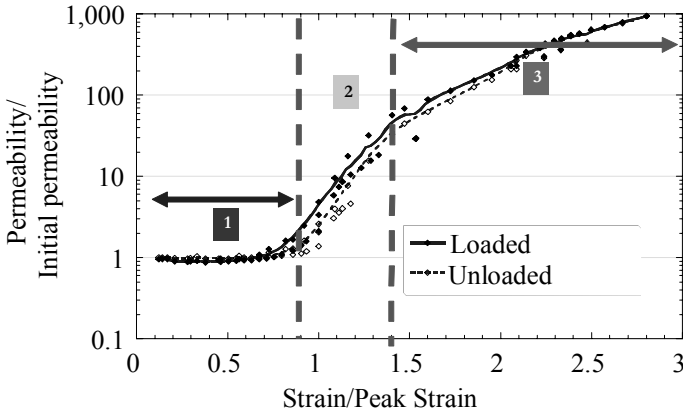 1,000
100
10
1
0.1
Permeability/
Initial permeability
1
2
3
Loaded
Unloaded
0 0.5 1 1.5 2 2.5 3
Strain/Peak Strain